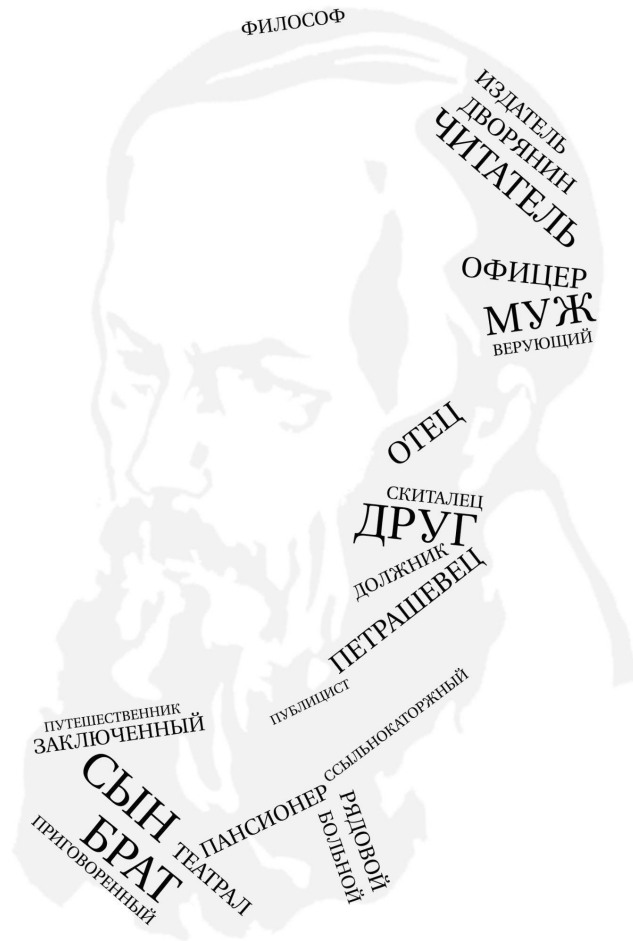 ФИЛОСОФ
ИЗДАТЕЛЬ
ДВОРЯНИН
ЧИТАТЕЛЬ
ОФИЦЕР
МУЖ
ВЕРУЮЩИЙ
ОТЕЦ
СКИТАЛЕЦ
ДРУГ
ДОЛЖНИК
ПЕТРАШЕВЕЦ
ПУБЛИЦИСТ
ССЫЛЬНОКАТОРЖНЫЙ
ПУТЕШЕСТВЕННИК
ЗАКЛЮЧЕННЫЙ
СЫН
БРАТ
ПРИГОВОРЕННЫЙ
ТЕАТРАЛ
ПАНСИОНЕР
РЯДОВОЙ
БОЛЬНОЙ